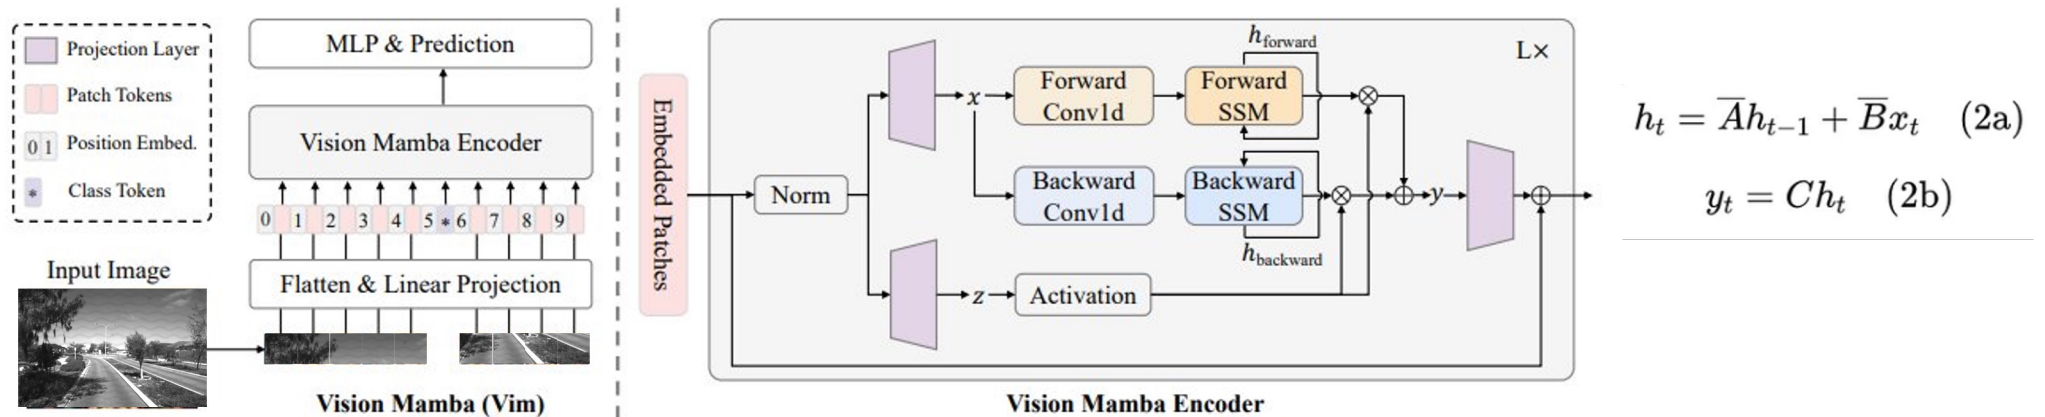 Projection Layer
Patch Tokens
0 1 Position Embed.
* Class Token
Input Image
MLP & Prediction
Vision Mamba Encoder
0 1 2 3 4 5 * 6 7 8 9
Flatten & Linear Projection
Vision Mamba (Vim)
Embedded Patches
L×
Norm
x
Forward
Conv1d
h_forward
Forward
SSM
Backward
Conv1d
Backward
SSM
h_backward
z
Activation
y
Vision Mamba Encoder
h_t = \overline{A}h_{t−1} + \overline{B}x_t (2a)
y_t = Ch_t (2b)